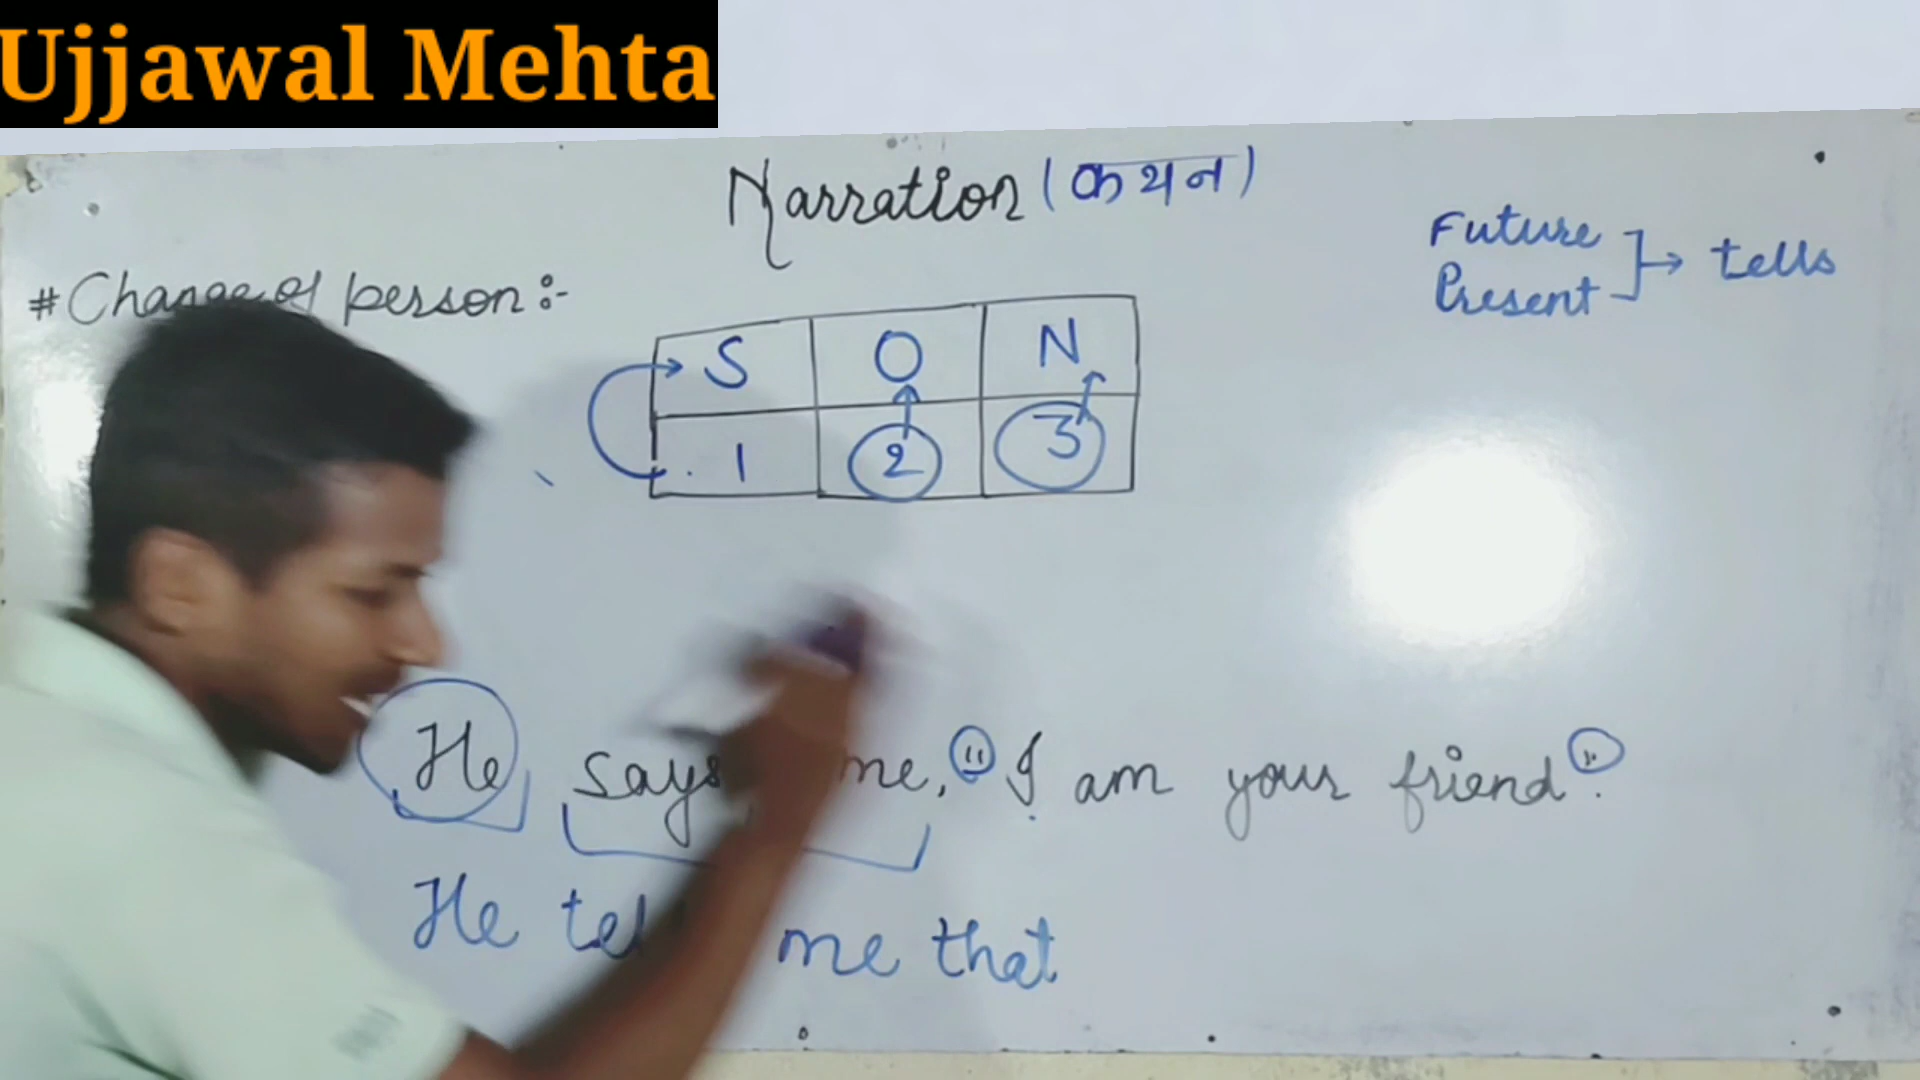 Ujjawal Mehta
Narration (कथन)
Future
Present → tells
# Change of person :-
S O N
1 2 3
He says me, "I am your friend".
He me that